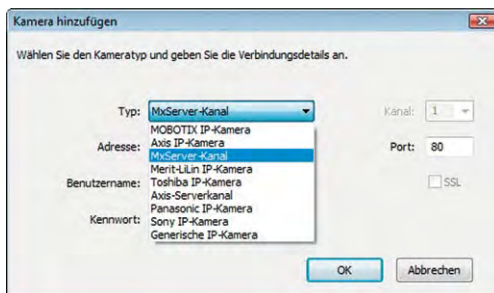 Kamera hinzufügen
Wählen Sie den Kameratyp und geben Sie die Verbindungsdetails an.
Typ: MxServer-Kanal Kanal: 1
MOBOTIX IP-Kamera
Axis IP-Kamera
MxServer-Kanal
Merit-LiLin IP-Kamera
Toshiba IP-Kamera
Axis-Serverkanal
Panasonic IP-Kamera
Sony IP-Kamera
Generische IP-Kamera
Adresse: Port: 80
Benutzername: SSL
Kennwort:
OK Abbrechen